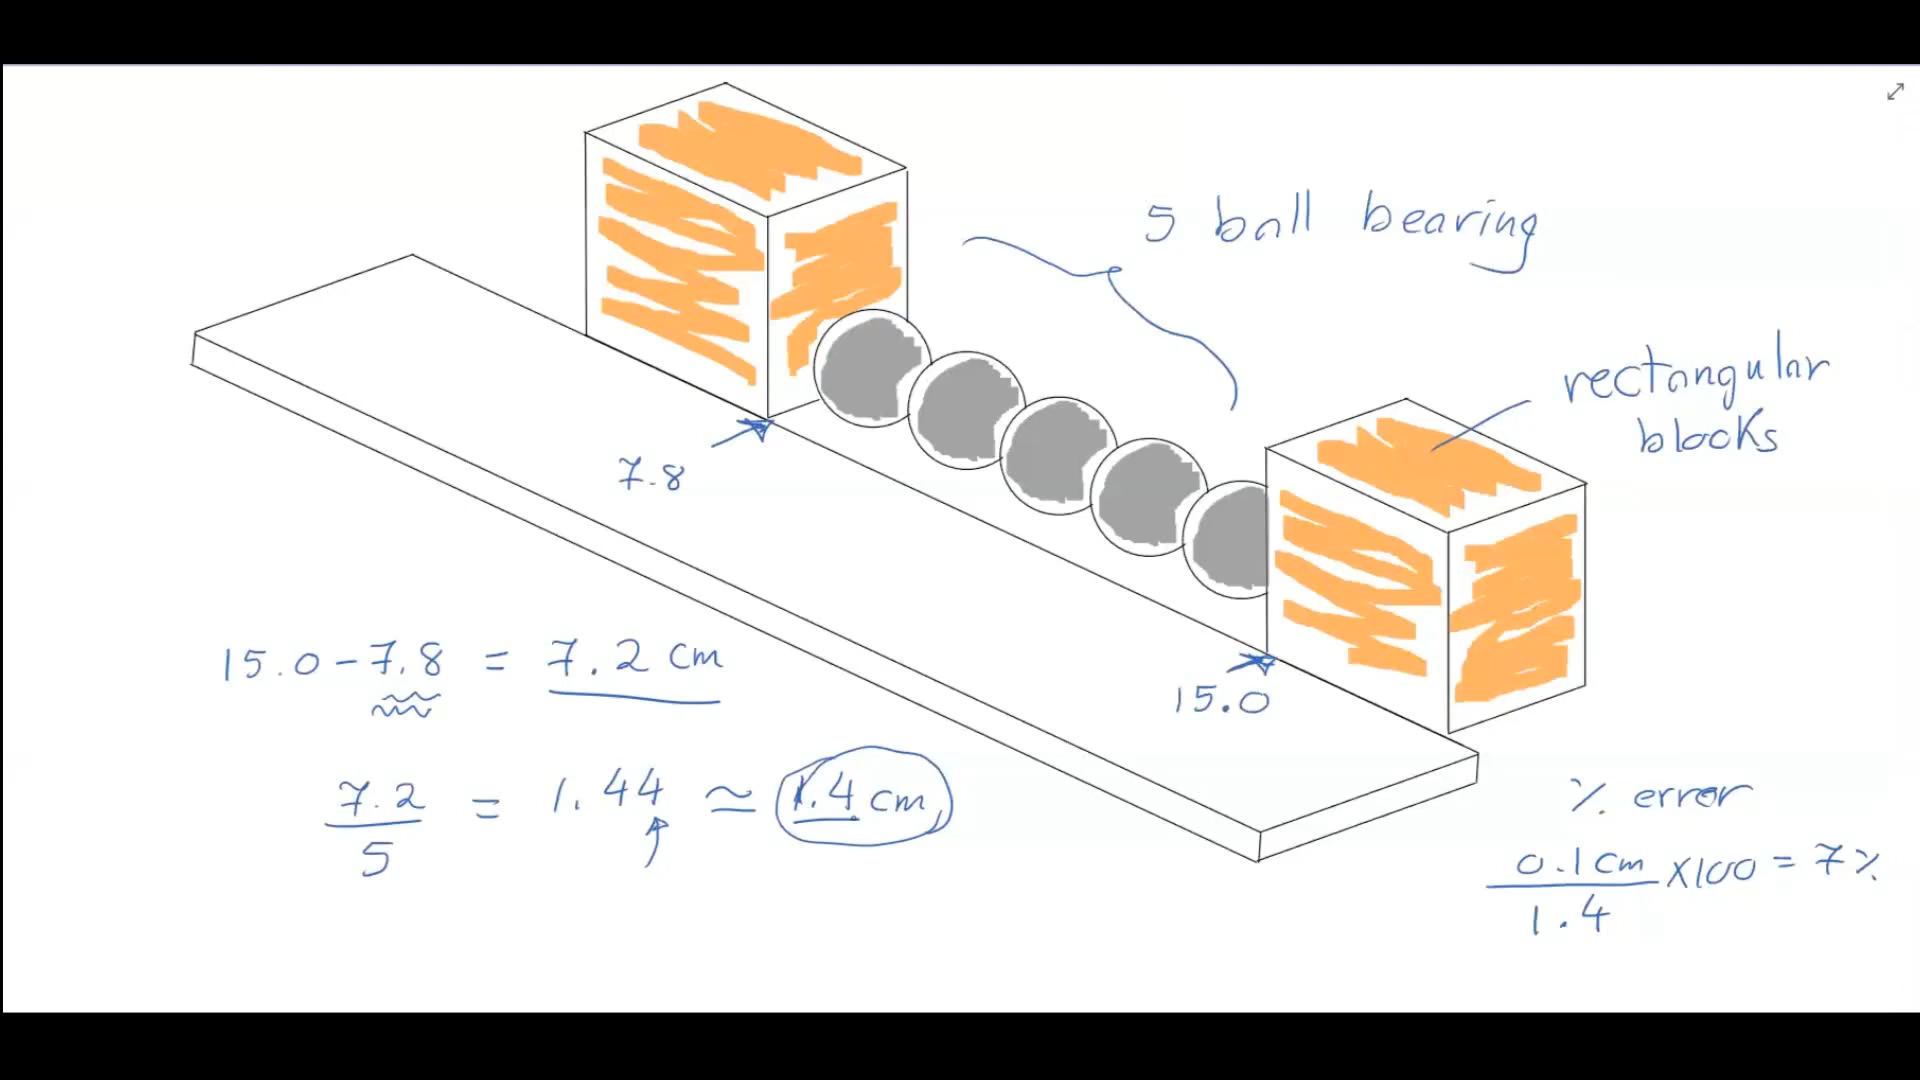 5 ball bearing
rectangular
blocks
7.8
15.0
15.0 - 7.8 = 7.2 cm
7.2/5 = 1.44 ≃ 1.4 cm
% error
0.1 cm/1.4 × 100 = 7%